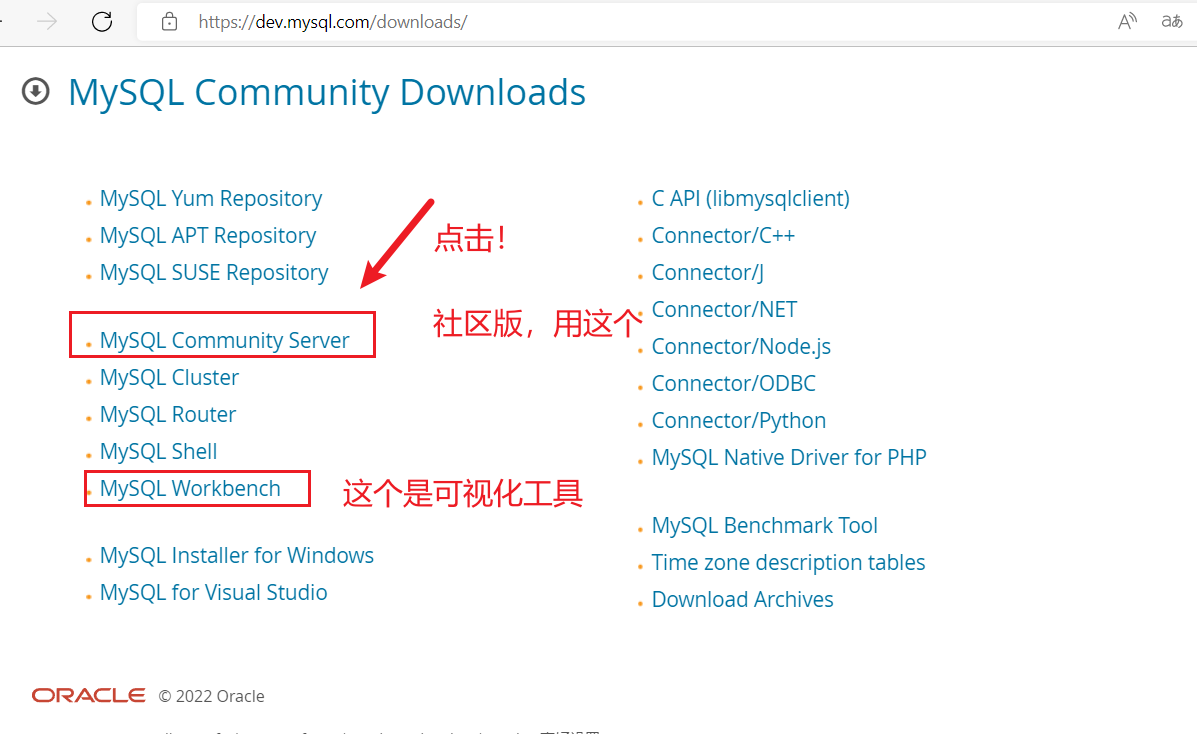 https://dev.mysql.com/downloads/
MySQL Community Downloads
MySQL Yum Repository
MySQL APT Repository
MySQL SUSE Repository
点击！
社区版，用这个
MySQL Community Server
MySQL Cluster
MySQL Router
MySQL Shell
MySQL Workbench
这个是可视化工具
MySQL Installer for Windows
MySQL for Visual Studio
C API (libmysqlclient)
Connector/C++
Connector/J
Connector/NET
Connector/Node.js
Connector/ODBC
Connector/Python
MySQL Native Driver for PHP
MySQL Benchmark Tool
Time zone description tables
Download Archives
ORACLE © 2022 Oracle